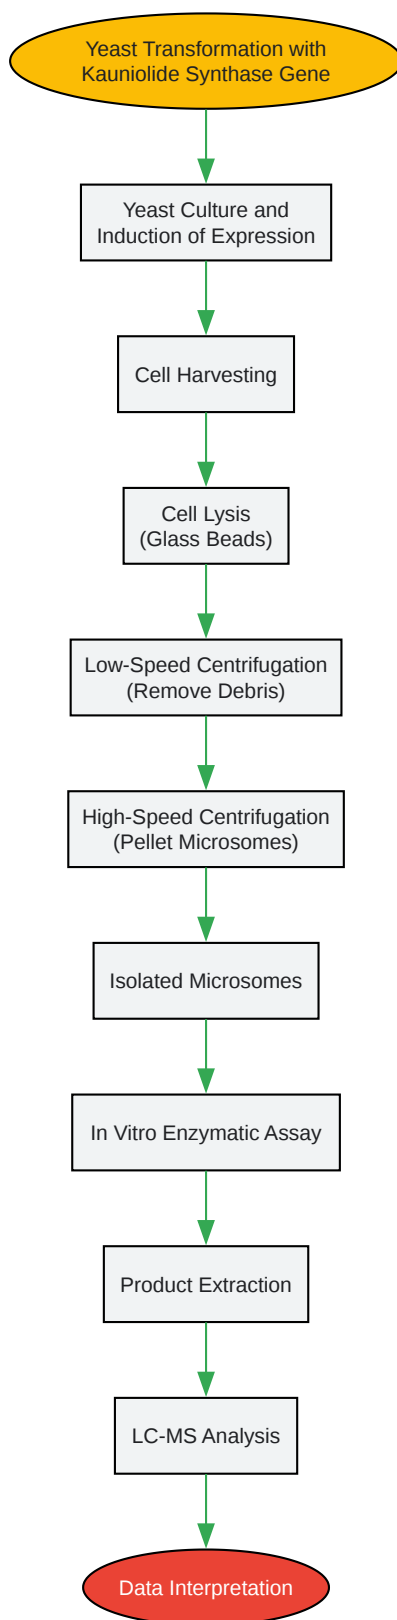 Yeast Transformation with
Kauniolide Synthase Gene
Yeast Culture and
Induction of Expression
Cell Harvesting
Cell Lysis
(Glass Beads)
Low-Speed Centrifugation
(Remove Debris)
High-Speed Centrifugation
(Pellet Microsomes)
Isolated Microsomes
In Vitro Enzymatic Assay
Product Extraction
LC-MS Analysis
Data Interpretation